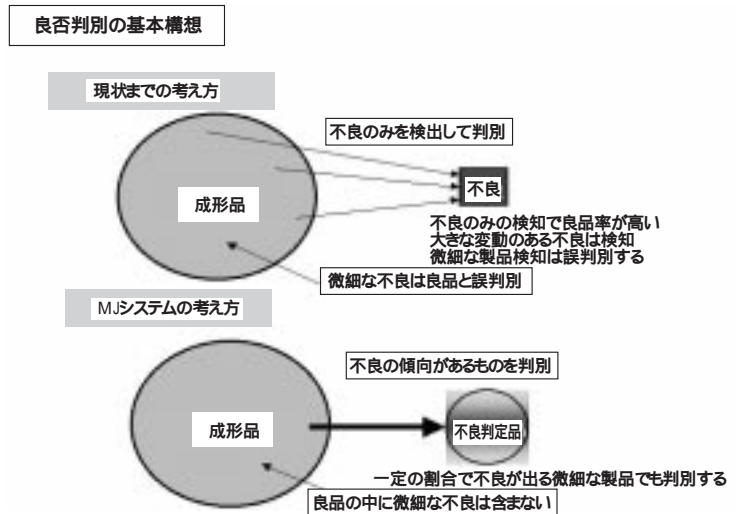 良否判別の基本構想
現状までの考え方
不良のみを検出して判別
成形品
不良
不良のみの検知で良品率が高い
大きな変動のある不良は検知
微細な製品検知は誤判別する
微細な不良は良品と誤判別
MJシステムの考え方
不良の傾向があるものを判別
成形品
不良判定品
一定の割合で不良が出る微細な製品でも判別する
良品の中に微細な不良は含まない